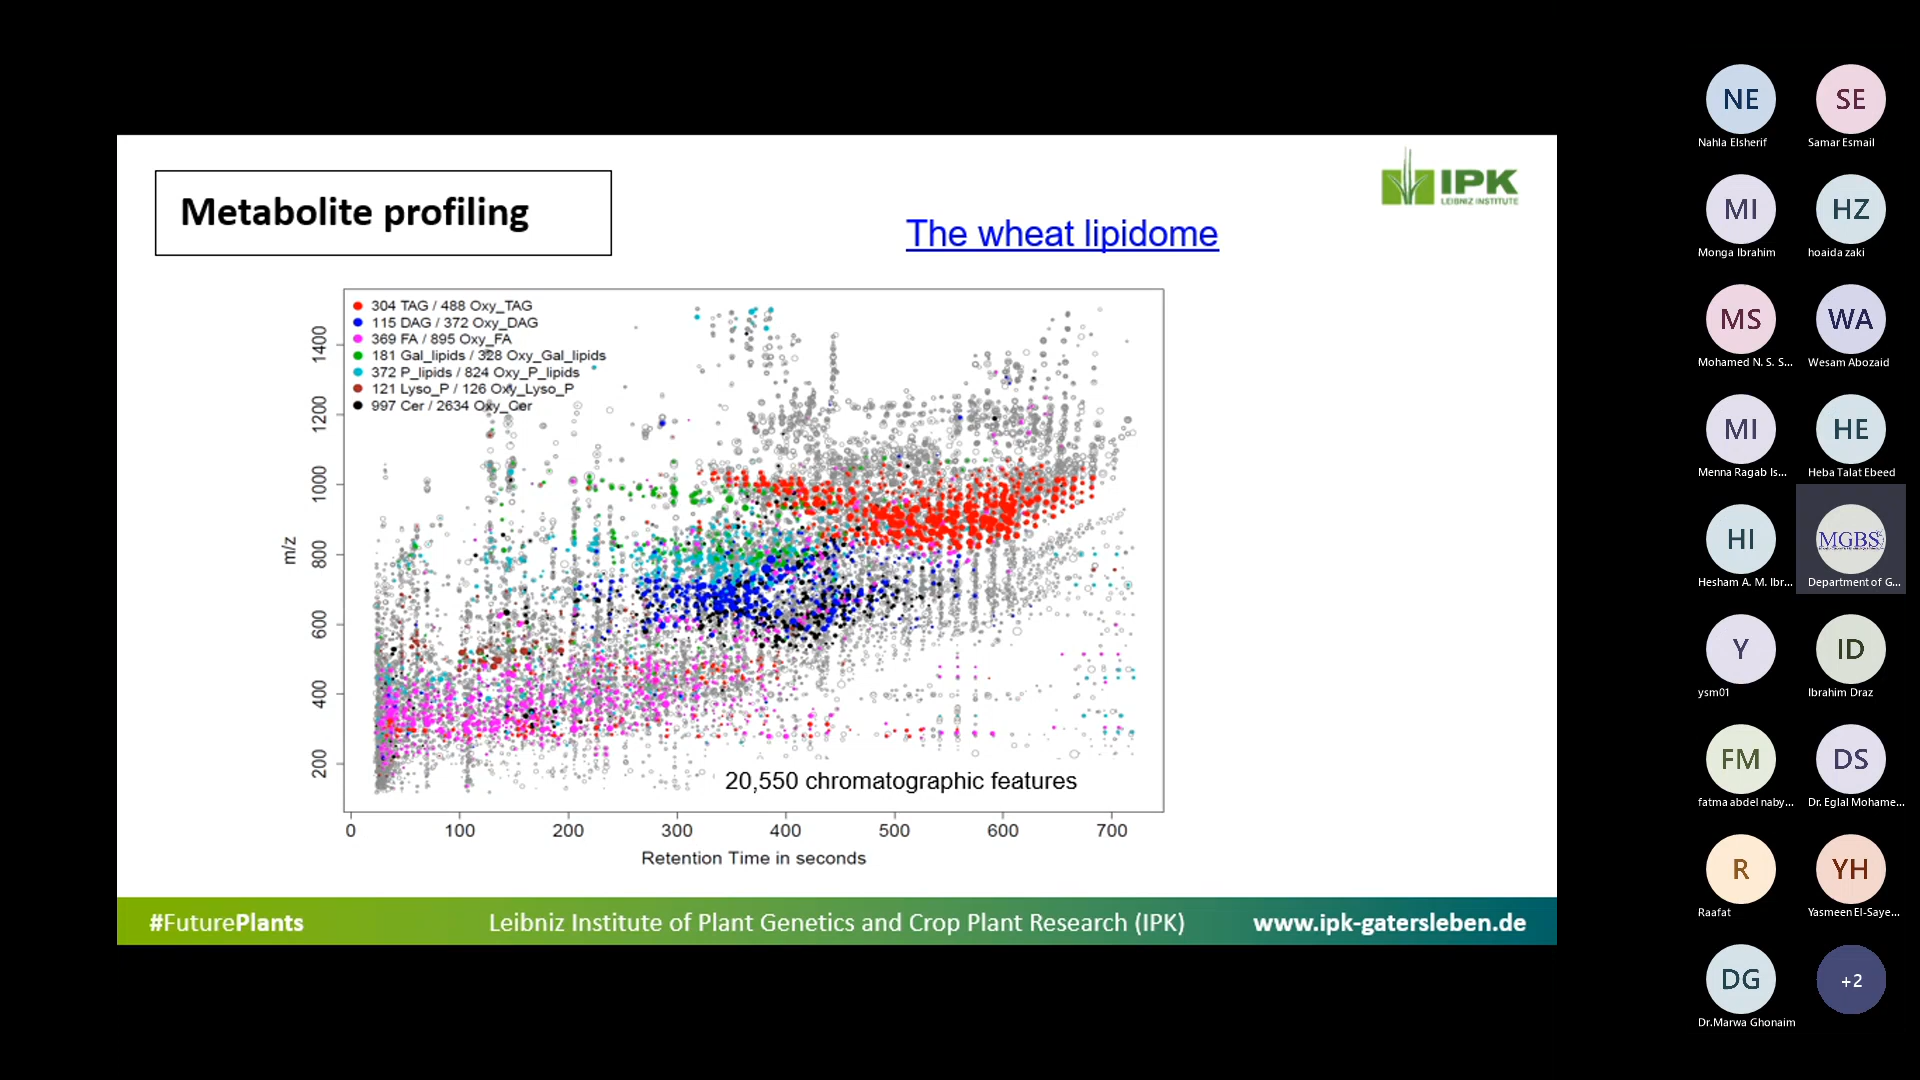 Metabolite profiling
IPK
LEIBNIZ INSTITUTE
The wheat lipidome
304 TAG / 488 Oxy_TAG
115 DAG / 372 Oxy_DAG
369 FA / 895 Oxy_FA
181 Gal_lipids / 328 Oxy_Gal_lipids
372 P_lipids / 824 Oxy_P_lipids
121 Lyso_P / 126 Oxy_Lyso_P
997 Cer / 2634 Oxy_Cer
m/z
1400
1200
1000
800
600
400
200
20,550 chromatographic features
0 100 200 300 400 500 600 700
Retention Time in seconds
#FuturePlants
Leibniz Institute of Plant Genetics and Crop Plant Research (IPK)
www.ipk-gatersleben.de
NE SE
Nahla Elsherif Samar Esmail
MI HZ
Monga Ibrahim hoaida zaki
MS WA
Mohamed N. S. S... Wesam Abozaid
MI HE
Menna Ragab Is... Heba Talat Ebeed
HI MGBS
Hesham A. M. Ibr... Department of G...
Y ID
ysm01 Ibrahim Draz
FM DS
fatma abdel naby... Dr. Eglal Mohame...
R YH
Raafat Yasmeen El-Saye...
DG +2
Dr.Marwa Ghonaim